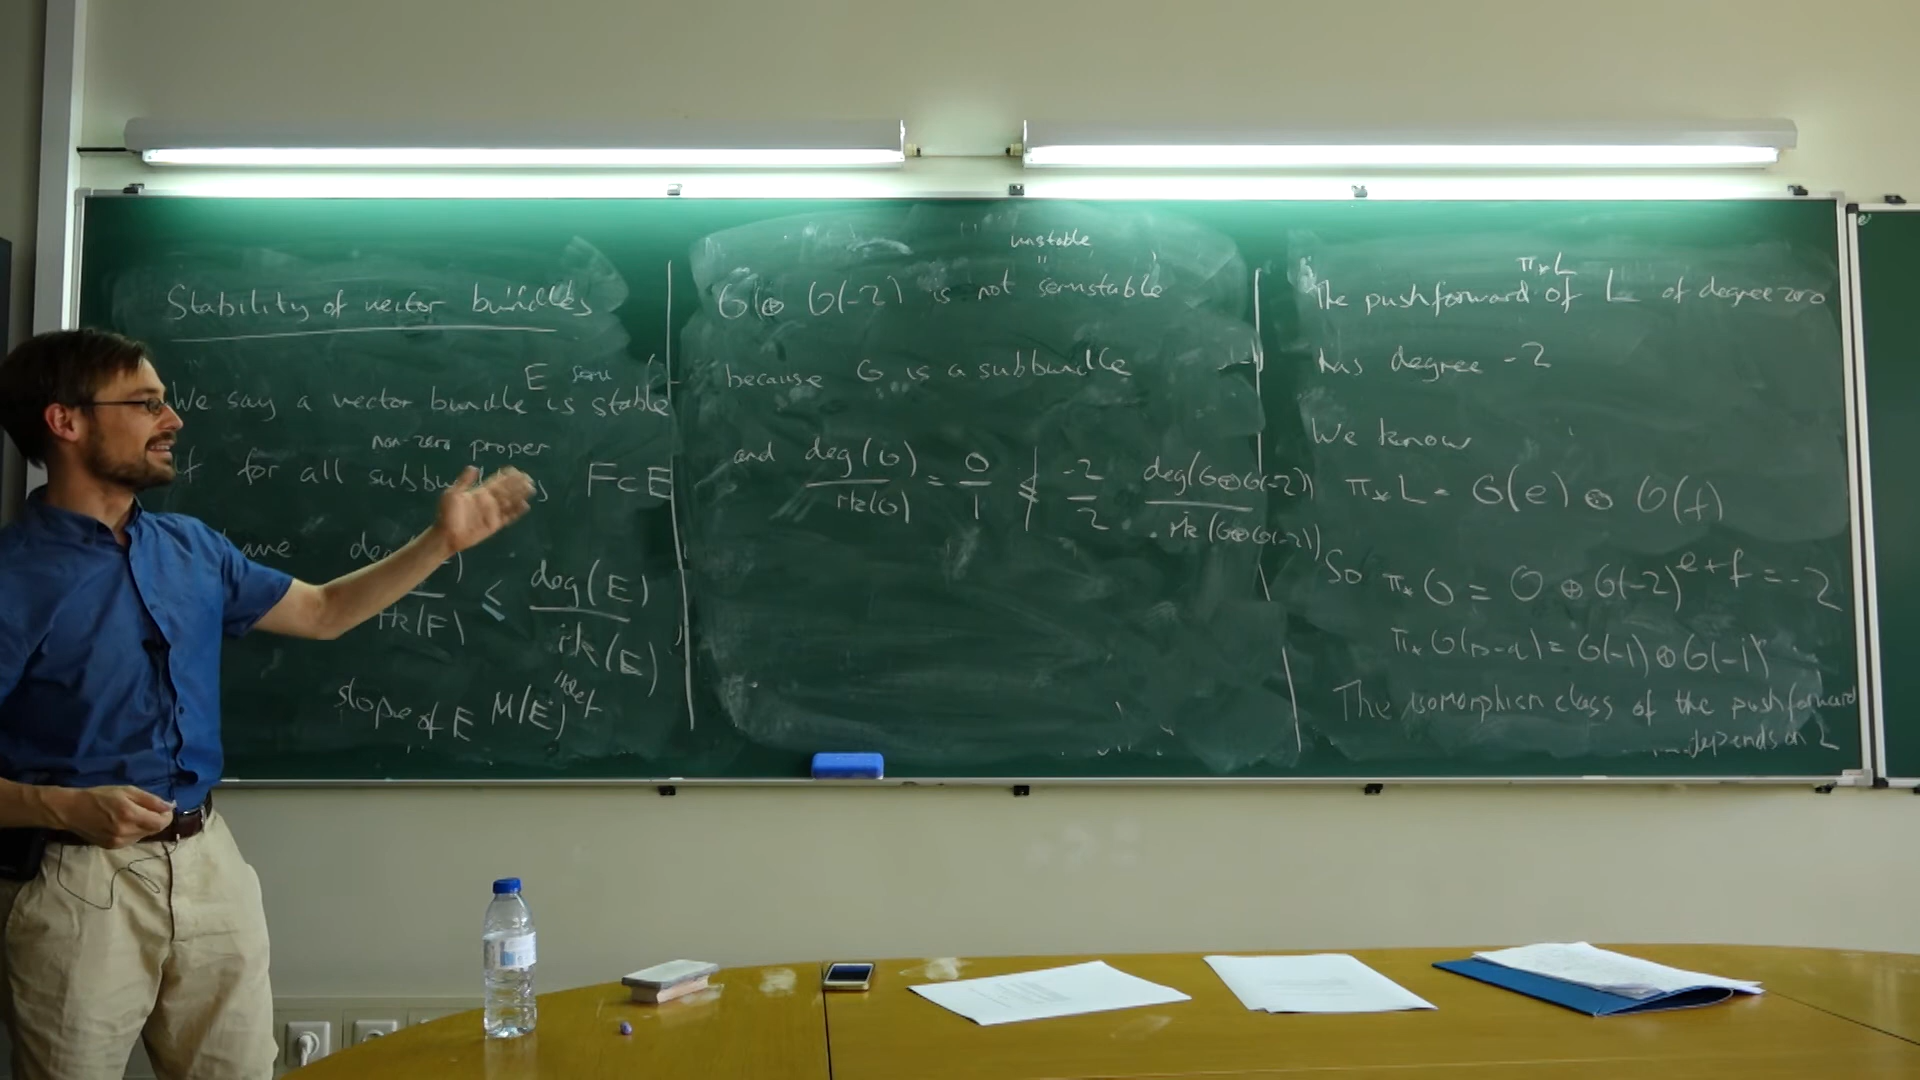 Stability of vector bundles
E semi
We say a vector bundle is stable
non-zero proper
if for all subbundles F⊂E
have deg(F)/rk(F) ≤ deg(E)/rk(E)
slope of E M(E)
unstable
"
O ⊕ O(-2) is not semistable
because O is a subbundle
and deg(O)/rk(O) = 0/1 ≰ -2/2 deg(O⊕O(-2))/rk(O⊕O(-2))
π*L
The pushforward of L of degree zero
has degree -2
We know
π*L = O(e) ⊕ O(f)
e+f = -2
So π*O = O ⊕ O(-2)
π*O(p-q) = O(-1) ⊕ O(-1)
The isomorphism class of the pushforward
depends on L